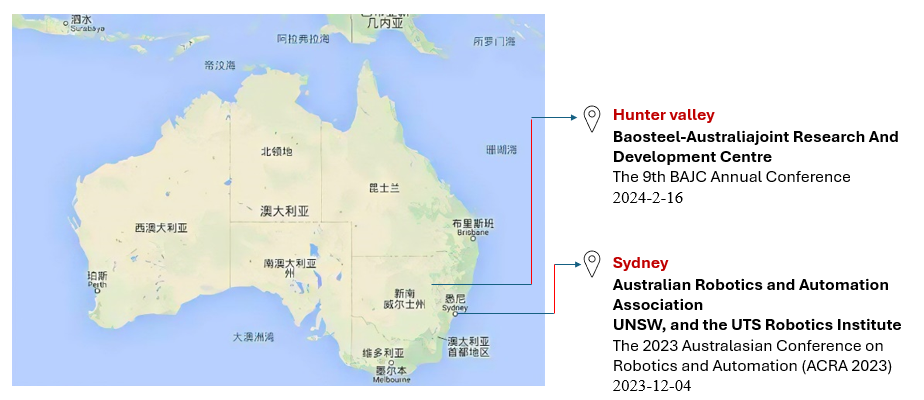 泗水
Surabaya
几内亚
阿拉弗拉海
所罗门海
帝汶海
珊瑚海
北领地
昆士兰
澳大利亚
西澳大利亚
布里斯班
Brisbane
南澳大利亚
州
珀斯
Perth
新南
威尔士州
悉尼
Sydney
大澳洲湾
澳大利亚
首都地区
维多利亚
墨尔本
Melbourne
Hunter valley
Baosteel-Australiajoint Research And
Development Centre
The 9th BAJC Annual Conference
2024-2-16
Sydney
Australian Robotics and Automation
Association
UNSW, and the UTS Robotics Institute
The 2023 Australasian Conference on
Robotics and Automation (ACRA 2023)
2023-12-04